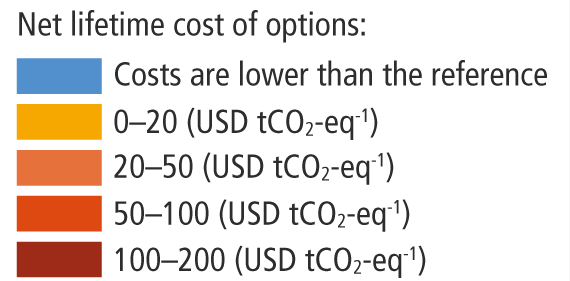 Net lifetime cost of options:
Costs are lower than the reference
0–20 (USD tCO₂-eq⁻¹)
20–50 (USD tCO₂-eq⁻¹)
50–100 (USD tCO₂-eq⁻¹)
100–200 (USD tCO₂-eq⁻¹)